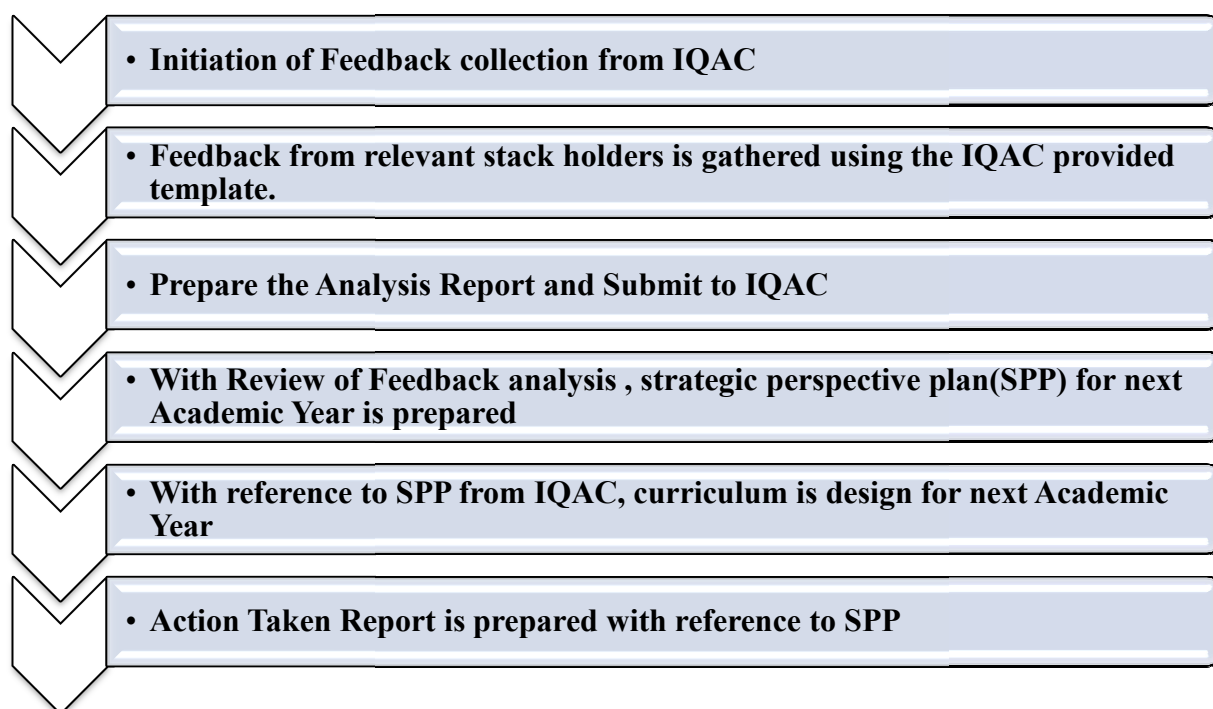 • Initiation of Feedback collection from IQAC
• Feedback from relevant stack holders is gathered using the IQAC provided
template.
• Prepare the Analysis Report and Submit to IQAC
• With Review of Feedback analysis , strategic perspective plan(SPP) for next
Academic Year is prepared
• With reference to SPP from IQAC, curriculum is design for next Academic
Year
• Action Taken Report is prepared with reference to SPP